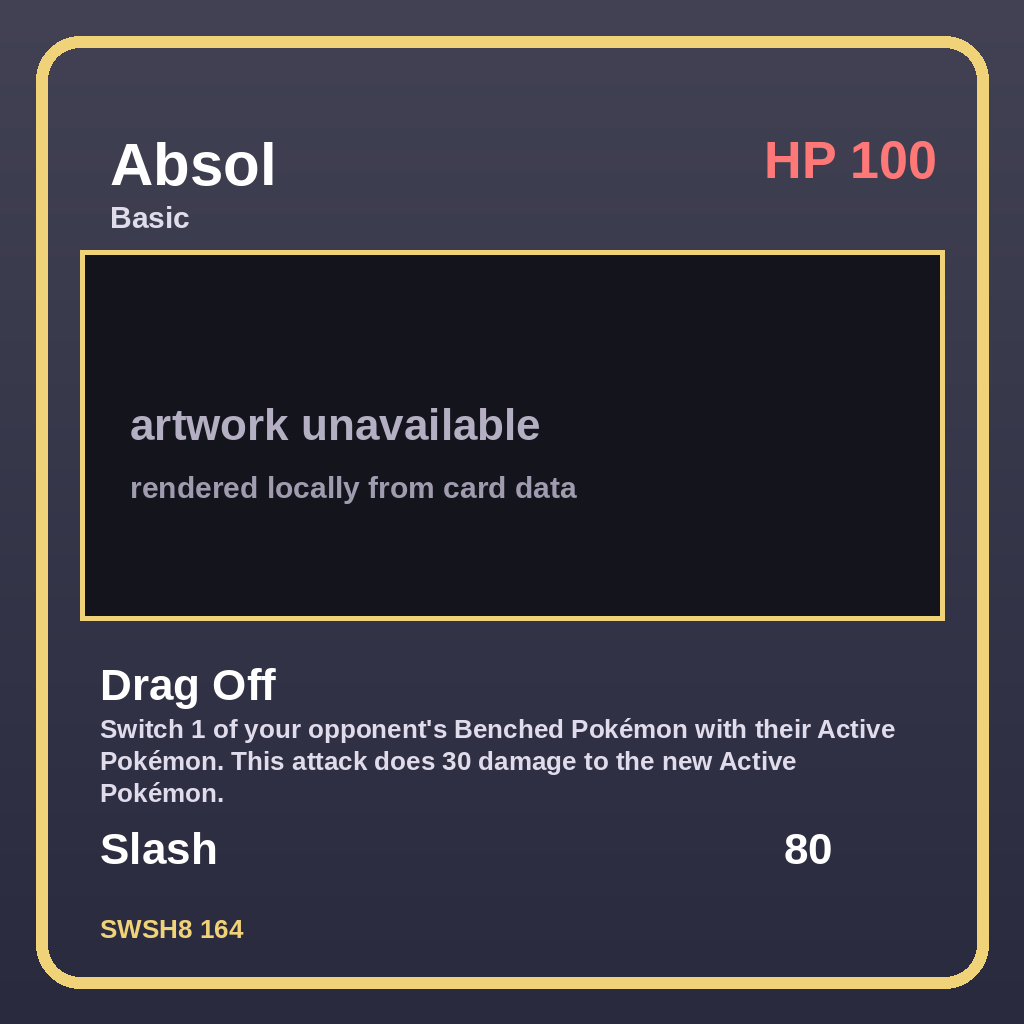 Absol
HP 100
Basic
artwork unavailable
rendered locally from card data
Drag Off
Switch 1 of your opponent's Benched Pokémon with their Active
Pokémon. This attack does 30 damage to the new Active
Pokémon.
Slash
80
SWSH8 164